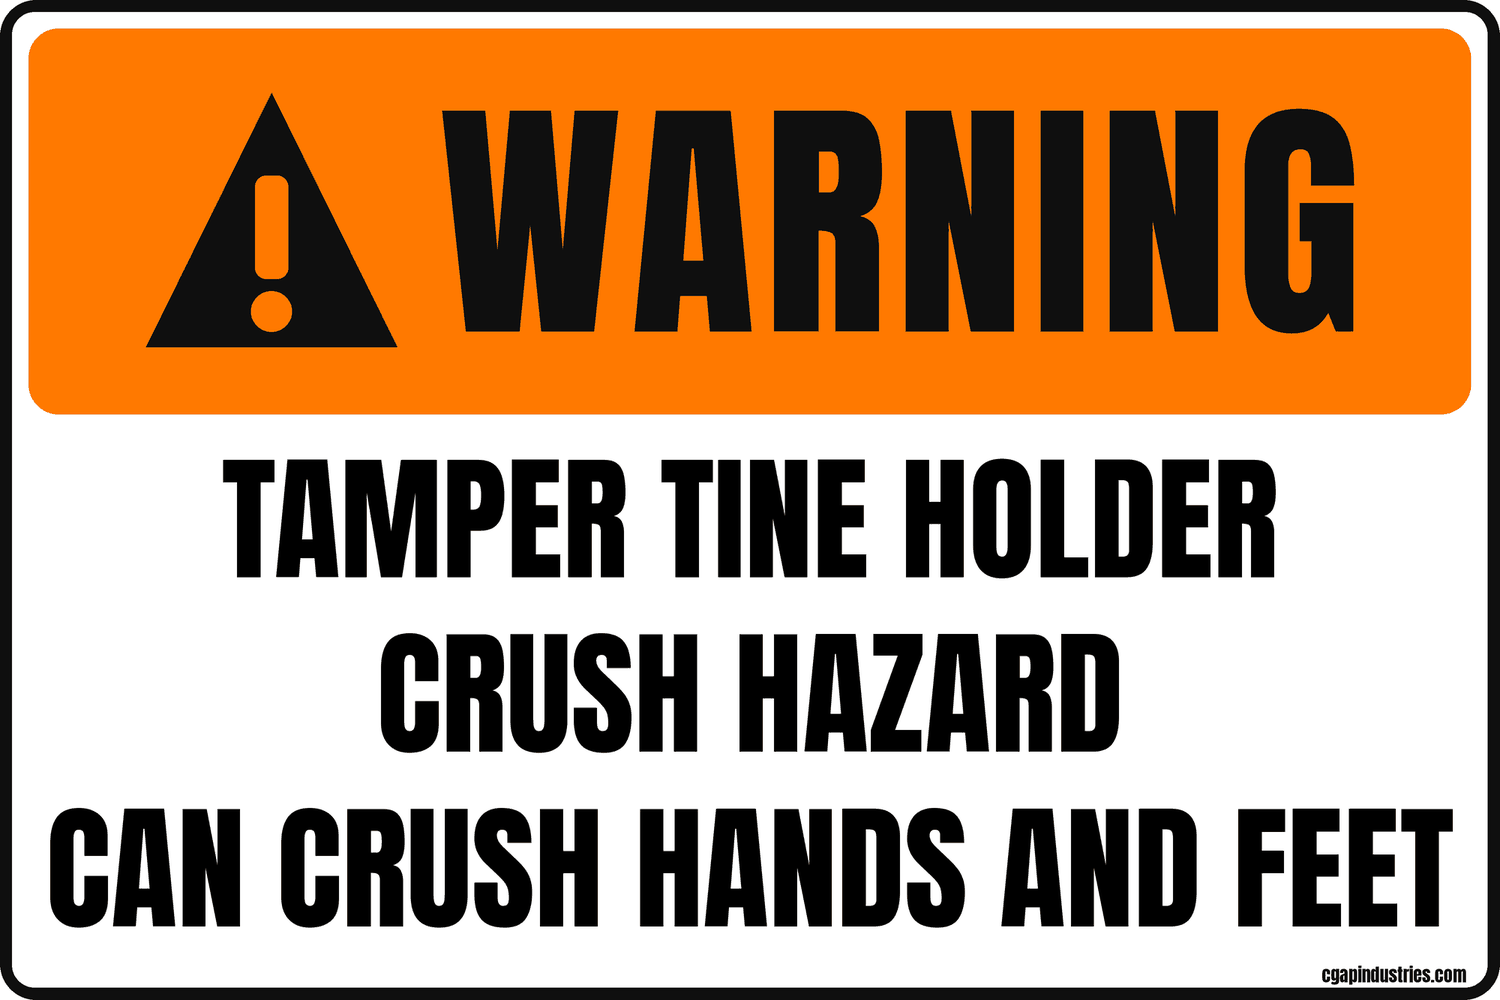 WARNING
TAMPER TINE HOLDER
CRUSH HAZARD
CAN CRUSH HANDS AND FEET
cgapindustries.com